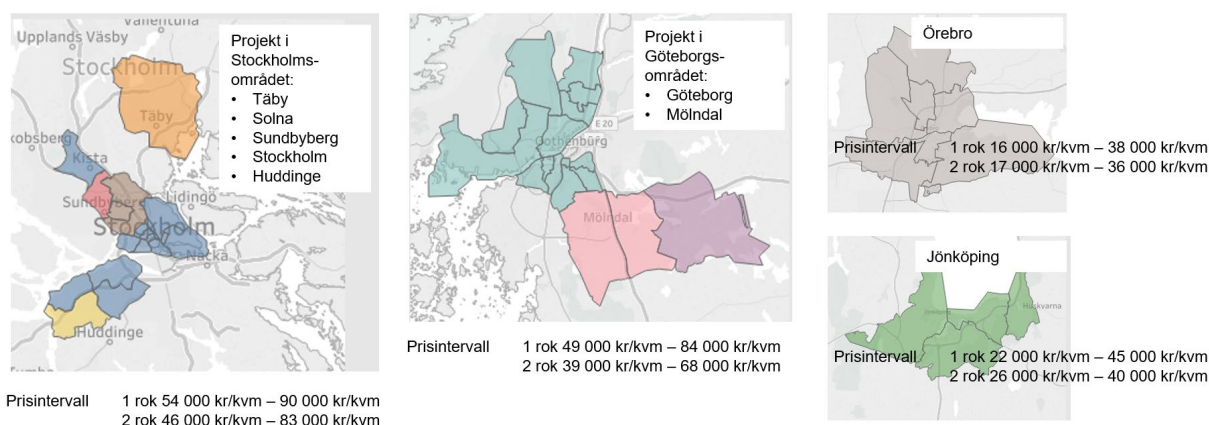 Vallentuna
Upplands Väsby
Stockholm
Täby
Kista
Sundbyberg
Lidingö
Stockholm
Nacka
Huddinge
Projekt i
Stockholms-
området:
• Täby
• Solna
• Sundbyberg
• Stockholm
• Huddinge
Prisintervall 1 rok 54 000 kr/kvm – 90 000 kr/kvm
2 rok 46 000 kr/kvm – 83 000 kr/kvm
E 20
Gothenburg
Mölndal
Projekt i
Göteborgs-
området:
• Göteborg
• Mölndal
Prisintervall 1 rok 49 000 kr/kvm – 84 000 kr/kvm
2 rok 39 000 kr/kvm – 68 000 kr/kvm
Örebro
Prisintervall 1 rok 16 000 kr/kvm – 38 000 kr/kvm
2 rok 17 000 kr/kvm – 36 000 kr/kvm
Jönköping
Huskvarna
Prisintervall 1 rok 22 000 kr/kvm – 45 000 kr/kvm
2 rok 26 000 kr/kvm – 40 000 kr/kvm